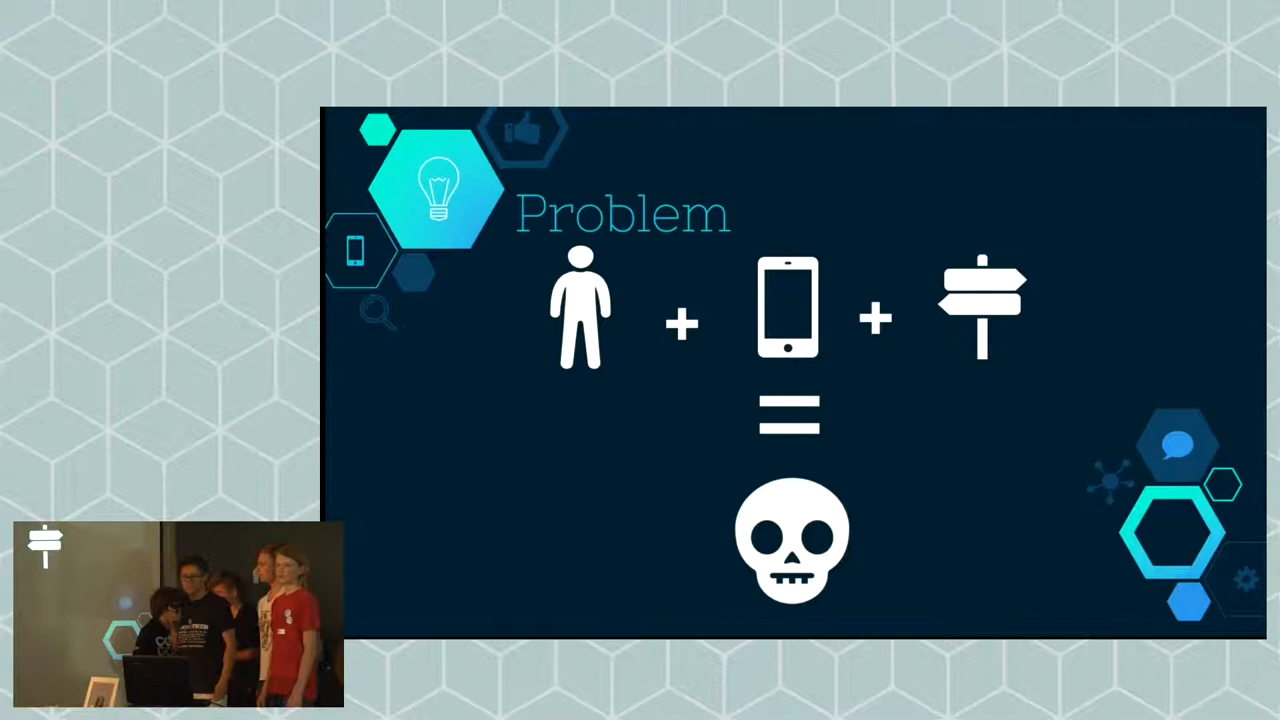 Problem
+
+
=